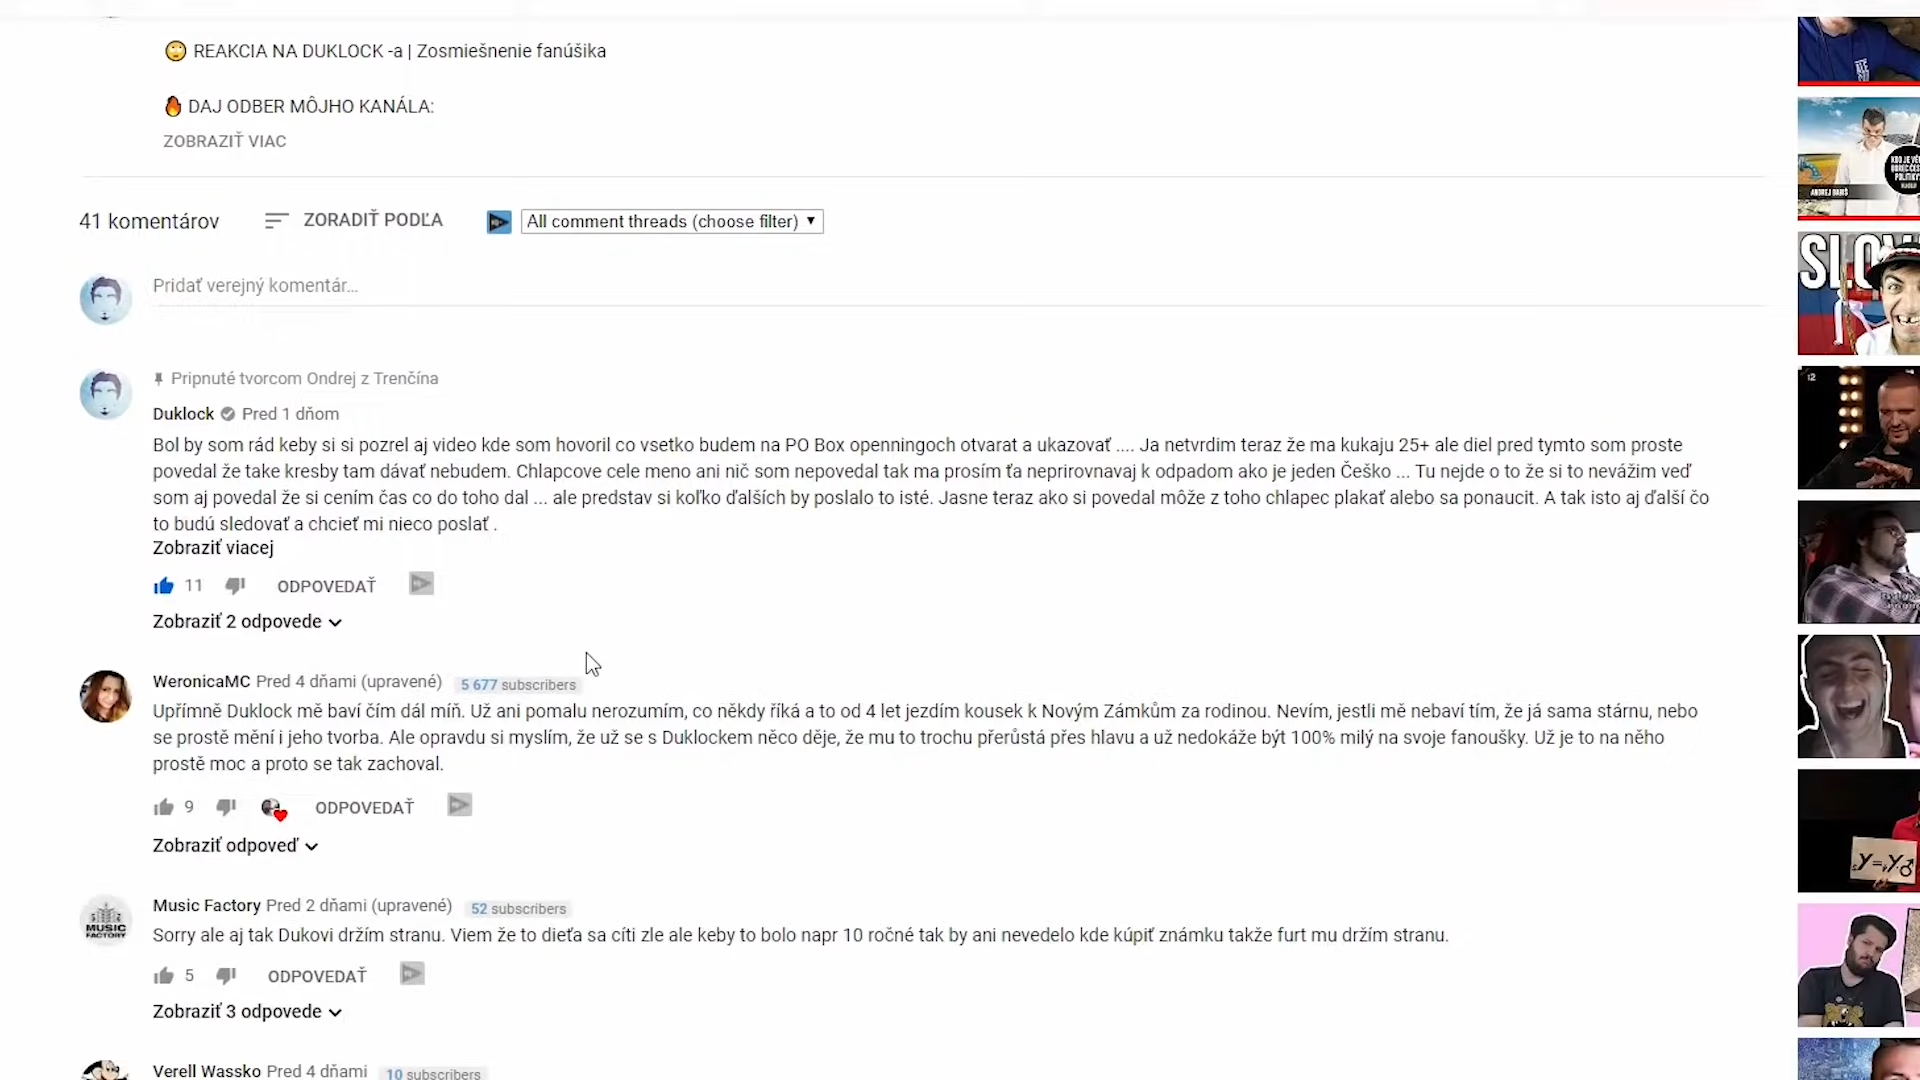 REAKCIA NA DUKLOCK -a | Zosmiešnenie fanúšika
DAJ ODBER MÔJHO KANÁLA:
ZOBRAZIŤ VIAC
41 komentárov
ZORADIŤ PODĽA
All comment threads (choose filter)
Pridať verejný komentár...
Pripnuté tvorcom Ondrej z Trenčína
Duklock Pred 1 dňom
Bol by som rád keby si si pozrel aj video kde som hovoril co vsetko budem na PO Box openningoch otvarat a ukazovať .... Ja netvrdim teraz že ma kukaju 25+ ale diel pred tymto som proste
povedal že take kresby tam dávať nebudem. Chlapcove cele meno ani nič som nepovedal tak ma prosím ťa neprirovnavaj k odpadom ako je jeden Češko ... Tu nejde o to že si to nevážim veď
som aj povedal že si cením čas co do toho dal ... ale predstav si koľko ďalších by poslalo to isté. Jasne teraz ako si povedal môže z toho chlapec plakať alebo sa ponaucit. A tak isto aj ďalší čo
to budú sledovať a chcieť mi nieco poslať .
Zobraziť viacej
11
ODPOVEDAŤ
Zobraziť 2 odpovede
WeronicaMC Pred 4 dňami (upravené) 5 677 subscribers
Upřímně Duklock mě baví čím dál míň. Už ani pomalu nerozumím, co někdy říká a to od 4 let jezdím kousek k Novým Zámkům za rodinou. Nevím, jestli mě nebaví tím, že já sama stárnu, nebo
se prostě mění i jeho tvorba. Ale opravdu si myslím, že už se s Duklockem něco děje, že mu to trochu přerůstá přes hlavu a už nedokáže být 100% milý na svoje fanoušky. Už je to na něho
prostě moc a proto se tak zachoval.
9
ODPOVEDAŤ
Zobraziť odpoveď
Music Factory Pred 2 dňami (upravené) 52 subscribers
Sorry ale aj tak Dukovi držím stranu. Viem že to dieťa sa cíti zle ale keby to bolo napr 10 ročné tak by ani nevedelo kde kúpiť známku takže furt mu držím stranu.
5
ODPOVEDAŤ
Zobraziť 3 odpovede
Verell Wassko Pred 4 dňami 10 subscribers
MUSIC
FACTORY
ANDREJ BABIŠ